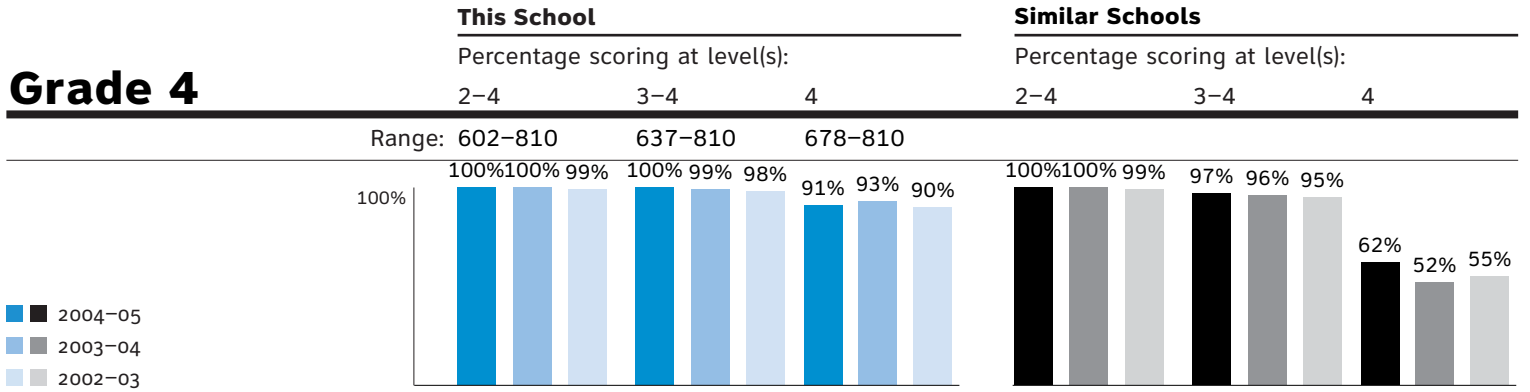 This School Similar Schools
Percentage scoring at level(s): Percentage scoring at level(s):
Grade 4 2–4 3–4 4 2–4 3–4 4
Range: 602–810 637–810 678–810
100% 100% 99% 100% 99% 98% 91% 93% 90% 100% 100% 99% 97% 96% 95% 62% 52% 55%
100%
2004–05
2003–04
2002–03